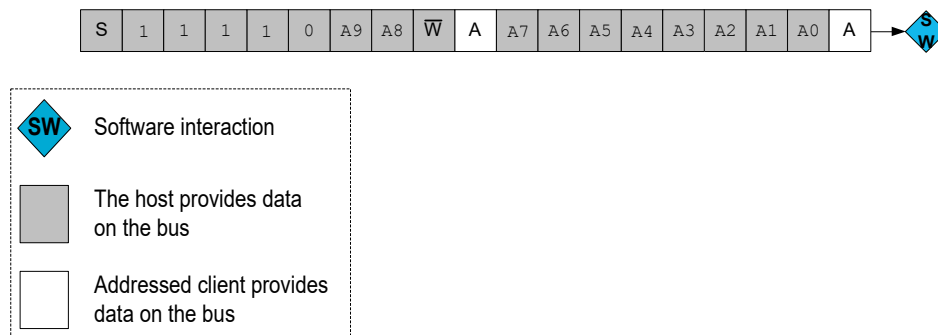 S 1 1 1 1 0 A9 A8 W̅ A A7 A6 A5 A4 A3 A2 A1 A0 A S W
SW Software interaction
The host provides data
on the bus
Addressed client provides
data on the bus